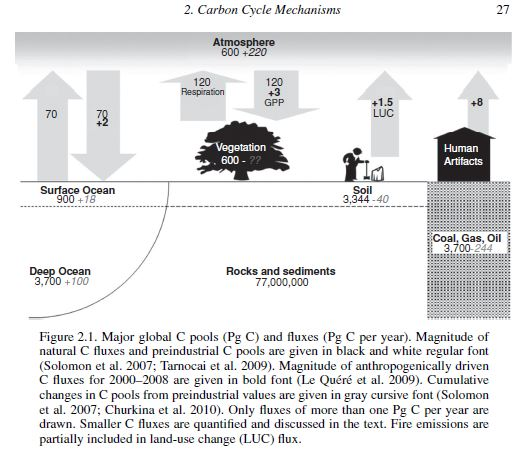 2. Carbon Cycle Mechanisms 27
Atmosphere
600 +220
70
70
+2
120
Respiration
120
+3
GPP
+1.5
LUC
+8
Vegetation
600 - ??
Human
Artifacts
Surface Ocean
900 +18
Soil
3,344 -40
Coal, Gas, Oil
3,700-244
Deep Ocean
3,700 +100
Rocks and sediments
77,000,000
Figure 2.1. Major global C pools (Pg C) and fluxes (Pg C per year). Magnitude of
natural C fluxes and preindustrial C pools are given in black and white regular font
(Solomon et al. 2007; Tarnocai et al. 2009). Magnitude of anthropogenically driven
C fluxes for 2000–2008 are given in bold font (Le Quéré et al. 2009). Cumulative
changes in C pools from preindustrial values are given in gray cursive font (Solomon
et al. 2007; Churkina et al. 2010). Only fluxes of more than one Pg C per year are
drawn. Smaller C fluxes are quantified and discussed in the text. Fire emissions are
partially included in land-use change (LUC) flux.